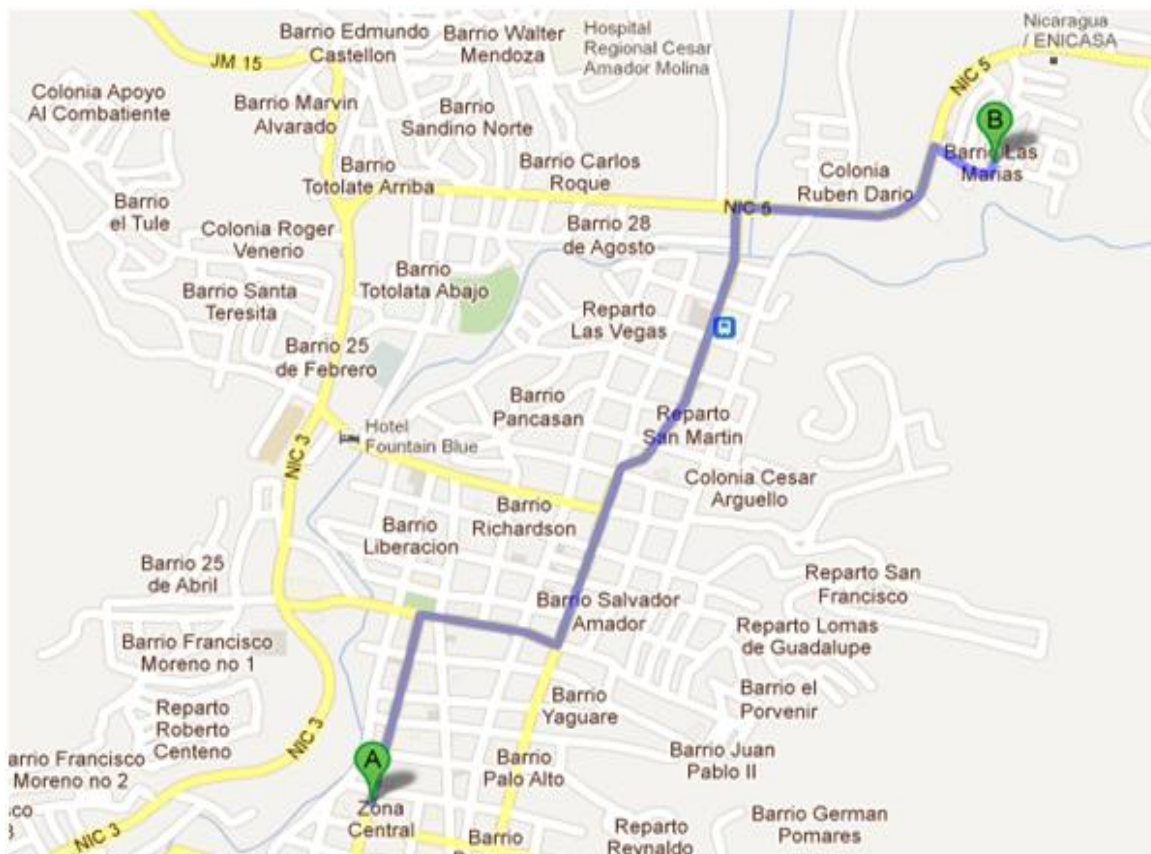 Nicaragua
/ ENICASA
Barrio Edmundo
Castellon
Barrio Walter
Mendoza
Hospital
Regional Cesar
Amador Molina
JM 15
NIC 5
Colonia Apoyo
Al Combatiente
Barrio Marvin
Alvarado
Barrio
Sandino Norte
B
Barrio Las
Marias
Barrio
Totolate Arriba
Barrio Carlos
Roque
Colonia
Ruben Dario
Barrio
el Tule
NIC 5
Colonia Roger
Venerio
Barrio 28
de Agosto
Barrio
Totolata Abajo
Barrio Santa
Teresita
Reparto
Las Vegas
Barrio 25
de Febrero
Barrio
Pancasan
Reparto
San Martin
Hotel
Fountain Blue
NIC 3
Colonia Cesar
Arguello
Barrio
Richardson
Barrio
Liberacion
Barrio 25
de Abril
Reparto San
Francisco
Barrio Salvador
Amador
Reparto Lomas
de Guadalupe
Barrio Francisco
Moreno no 1
Barrio
Yaguare
Barrio el
Porvenir
Reparto
Roberto
Centeno
NIC 3
Barrio Juan
Pablo II
Barrio
Palo Alto
arrio Francisco
Moreno no 2
A
Zona
Central
Barrio German
Pomares
Reparto
Reynaldo
Barrio
NIC 3
sco
3